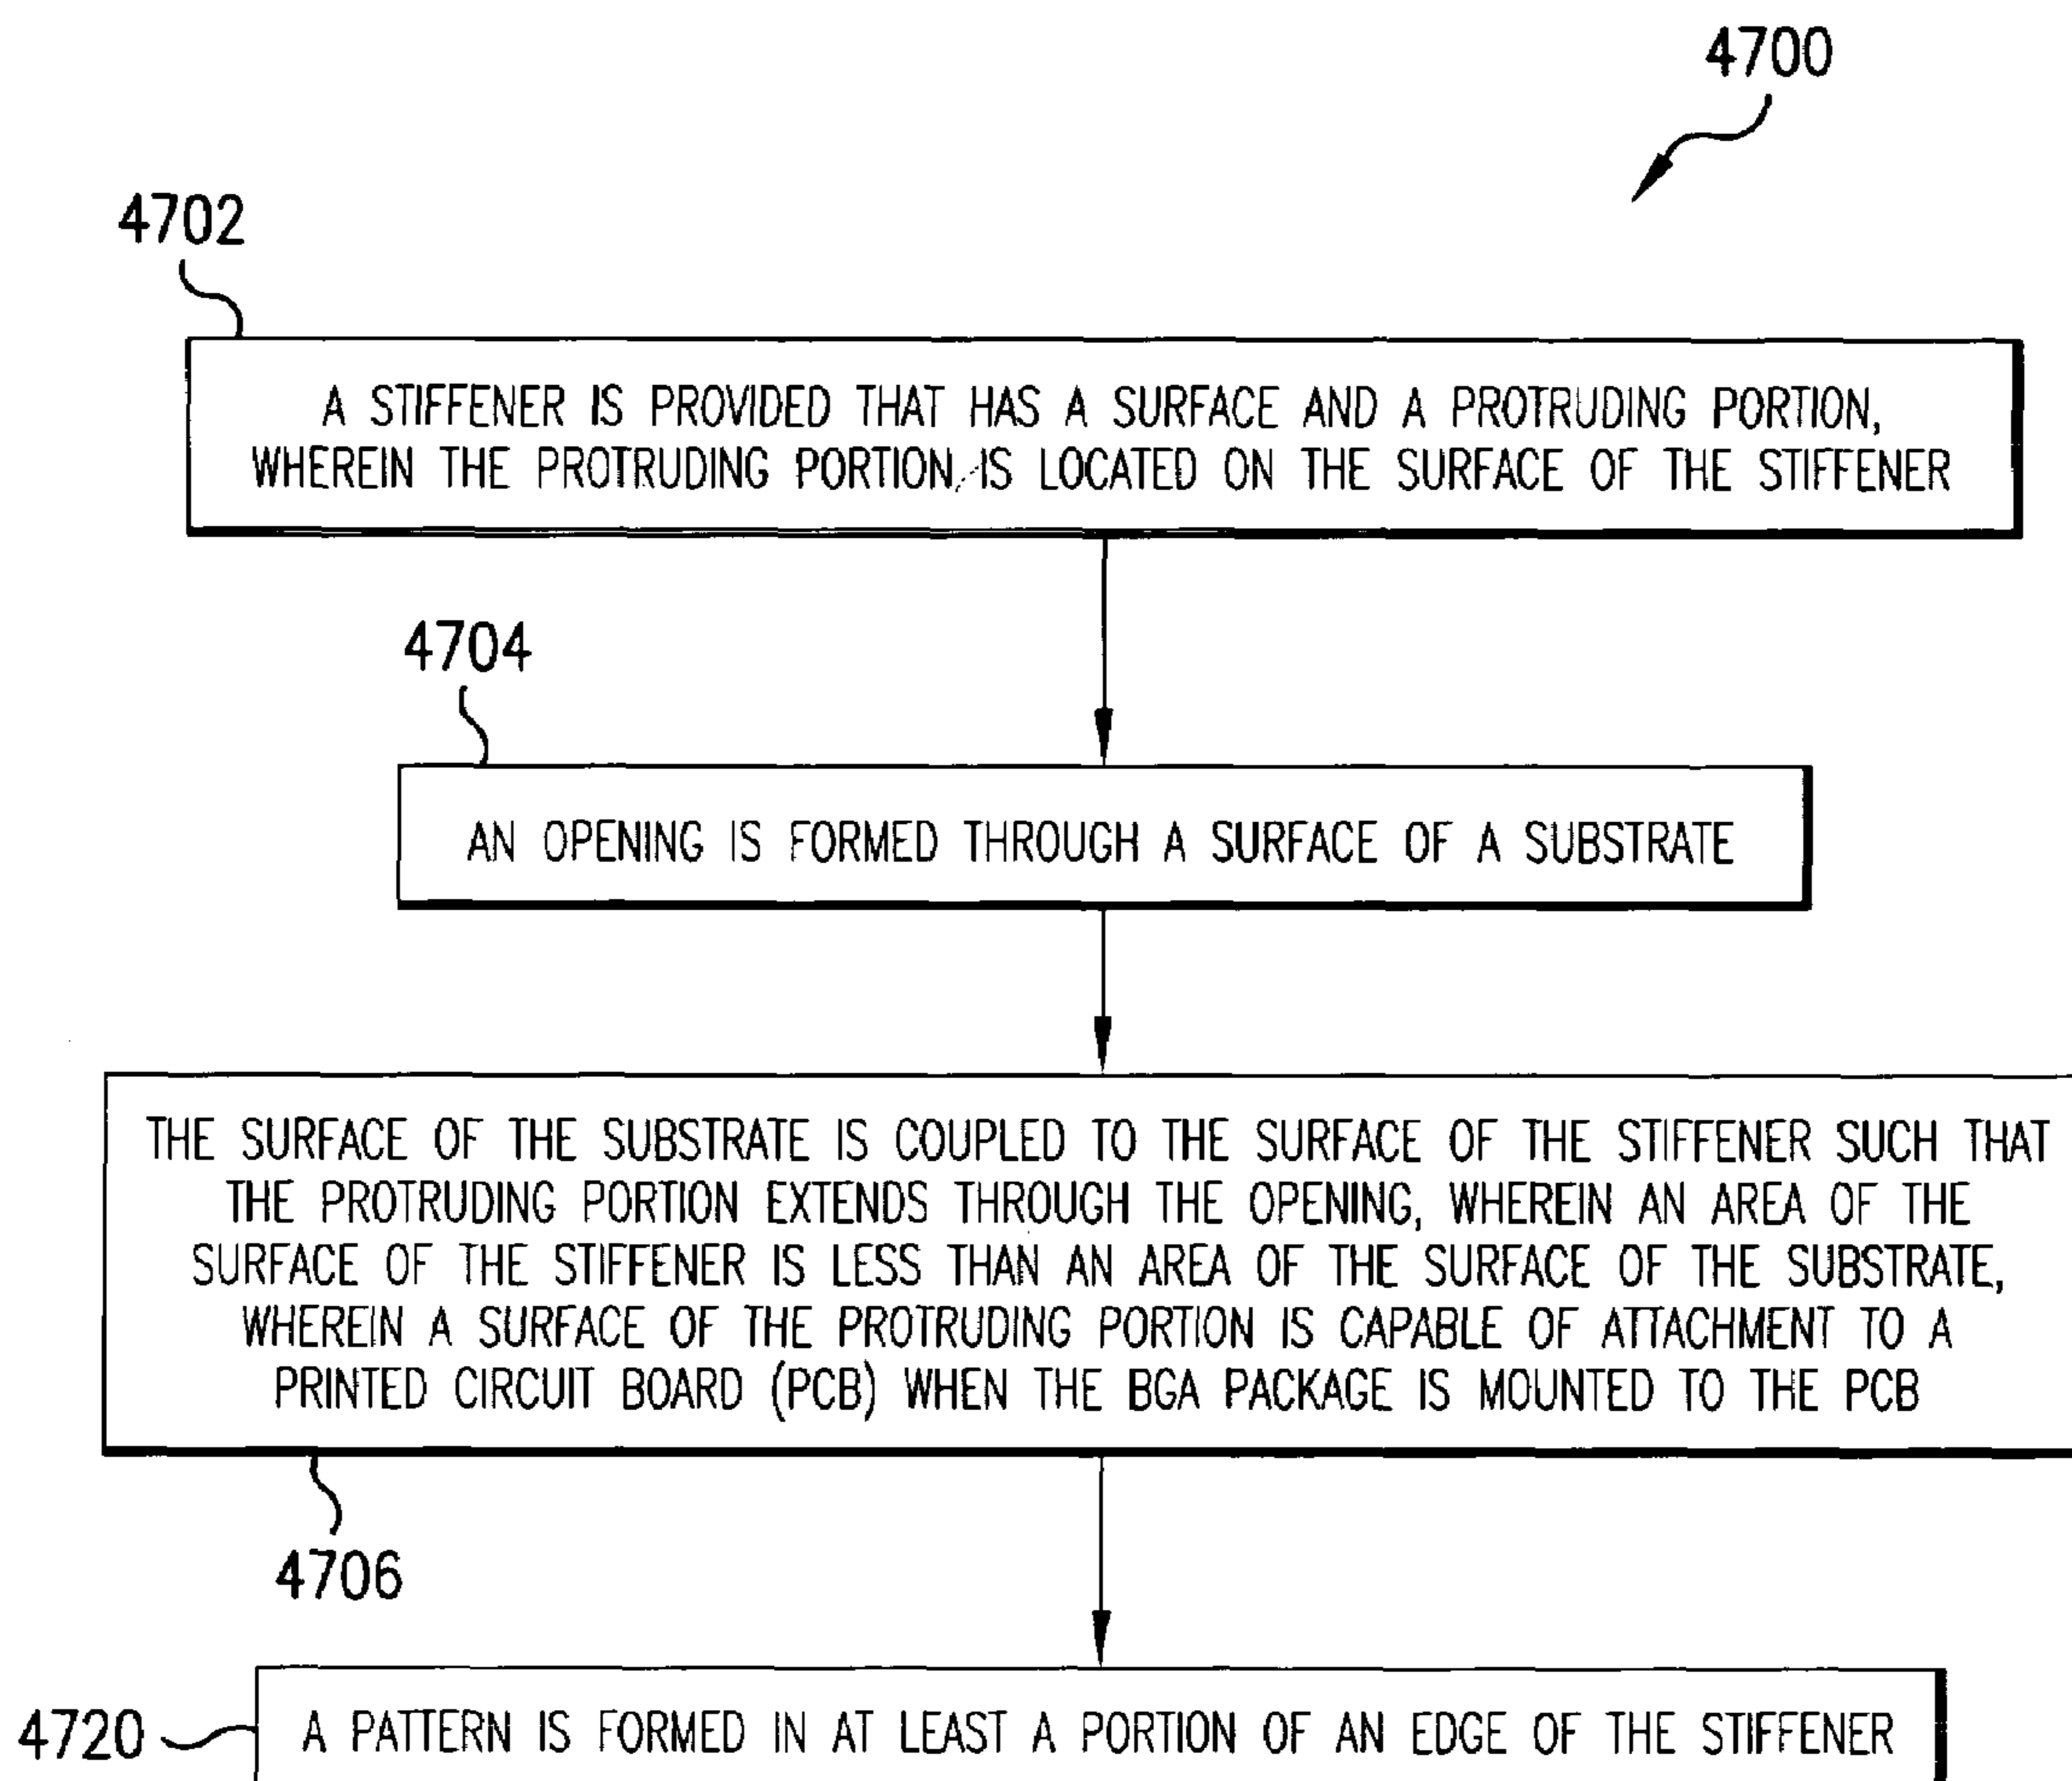 4700
4702
A STIFFENER IS PROVIDED THAT HAS A SURFACE AND A PROTRUDING PORTION,
WHEREIN THE PROTRUDING PORTION IS LOCATED ON THE SURFACE OF THE STIFFENER
4704
AN OPENING IS FORMED THROUGH A SURFACE OF A SUBSTRATE
THE SURFACE OF THE SUBSTRATE IS COUPLED TO THE SURFACE OF THE STIFFENER SUCH THAT
THE PROTRUDING PORTION EXTENDS THROUGH THE OPENING, WHEREIN AN AREA OF THE
SURFACE OF THE STIFFENER IS LESS THAN AN AREA OF THE SURFACE OF THE SUBSTRATE,
WHEREIN A SURFACE OF THE PROTRUDING PORTION IS CAPABLE OF ATTACHMENT TO A
PRINTED CIRCUIT BOARD (PCB) WHEN THE BGA PACKAGE IS MOUNTED TO THE PCB
4706
4720
A PATTERN IS FORMED IN AT LEAST A PORTION OF AN EDGE OF THE STIFFENER